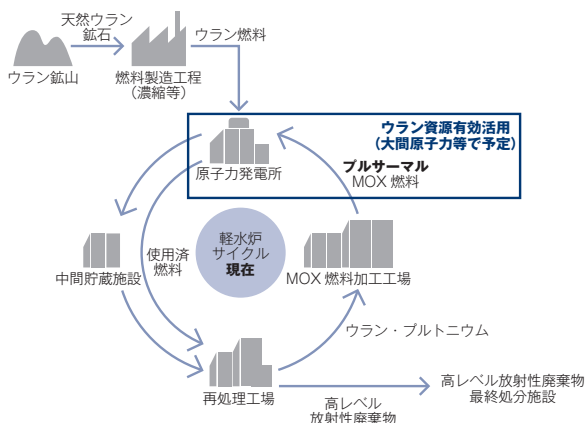 天然ウラン
鉱石
ウラン燃料
ウラン鉱山
燃料製造工程
（濃縮等）
ウラン資源有効活用
（大間原子力等で予定）
プルサーマル
MOX 燃料
原子力発電所
中間貯蔵施設
使用済
燃料
軽水炉
サイクル
現在
MOX 燃料加工工場
ウラン・プルトニウム
再処理工場
高レベル
放射性廃棄物
高レベル放射性廃棄物
最終処分施設